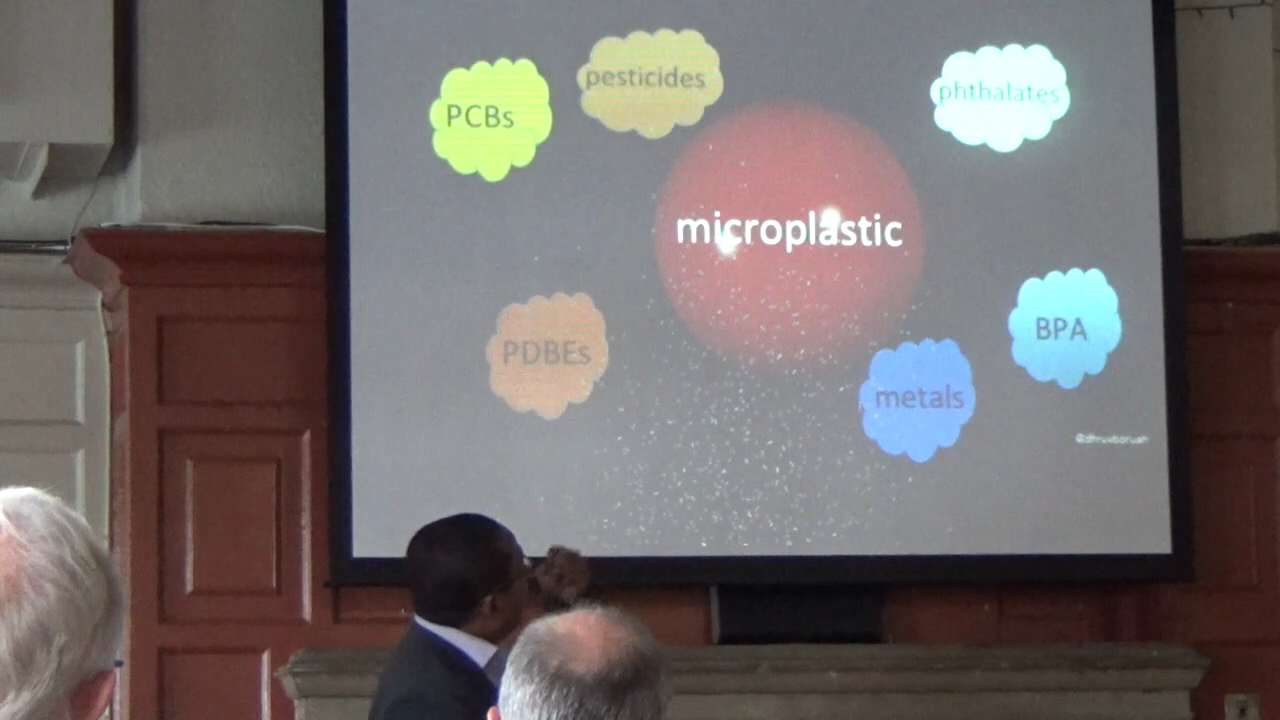 PCBs
pesticides
phthalates
microplastic
PDBEs
BPA
metals